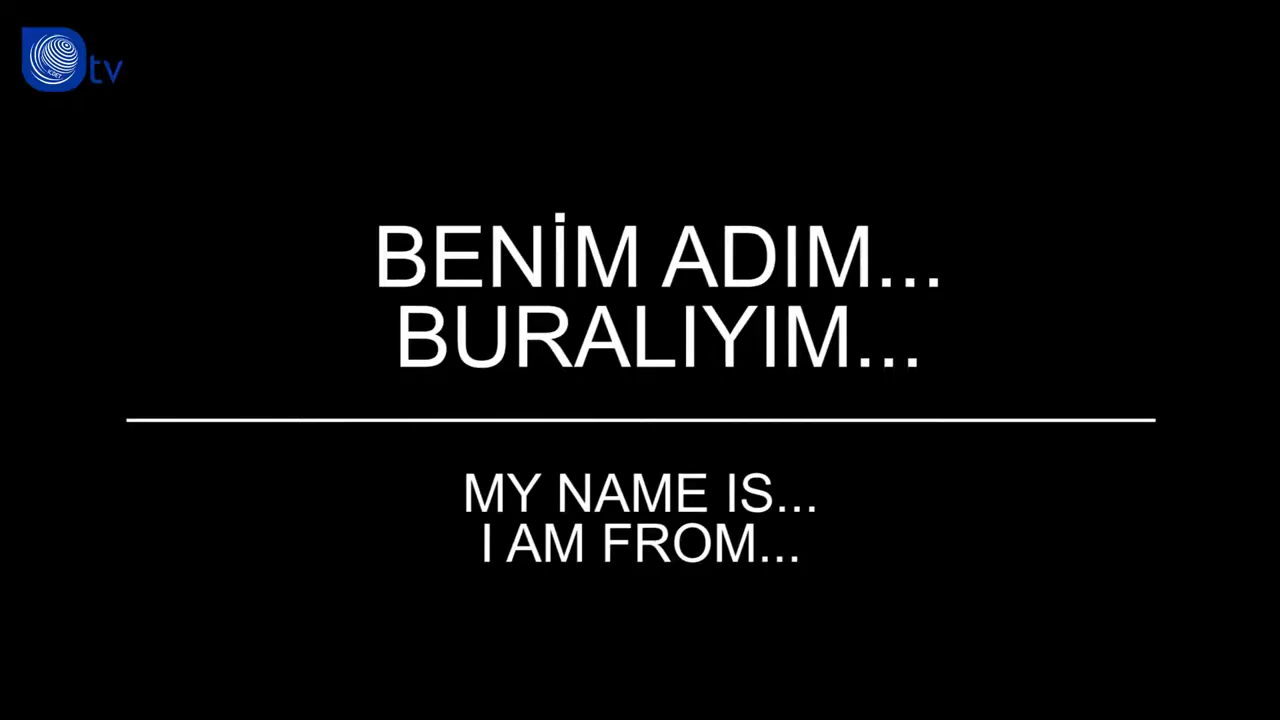 tv
BENİM ADIM...
BURALIYIM...
MY NAME IS...
I AM FROM...